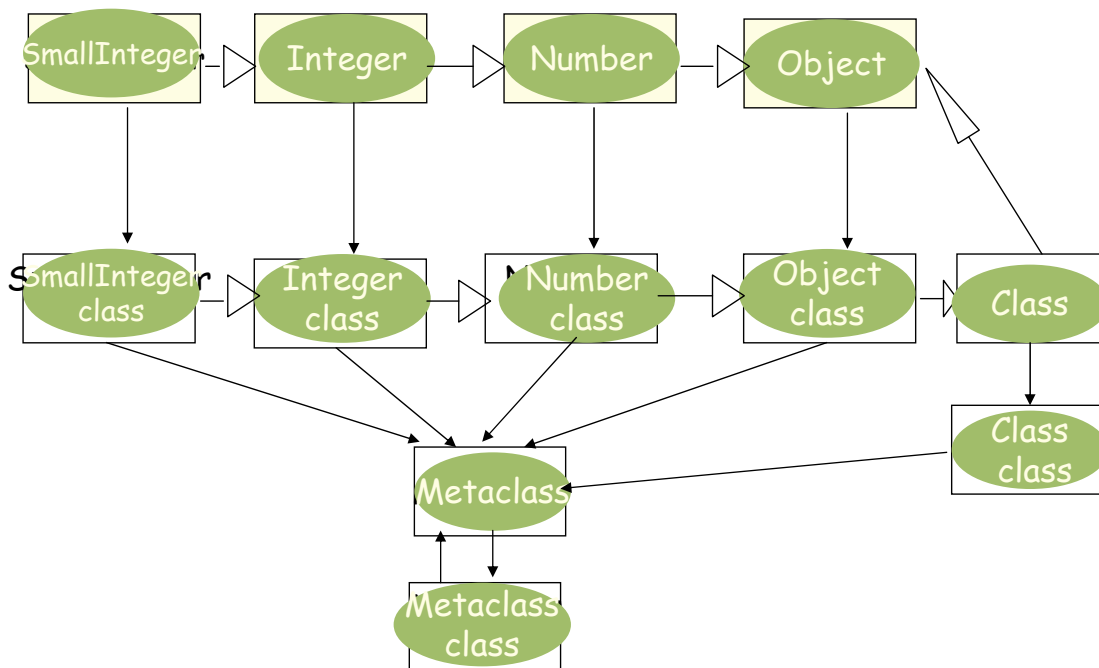 SmallInteger
Integer
Number
Object
SmallInteger
class
Integer
class
Number
class
Object
class
Class
Class
class
Metaclass
Metaclass
class